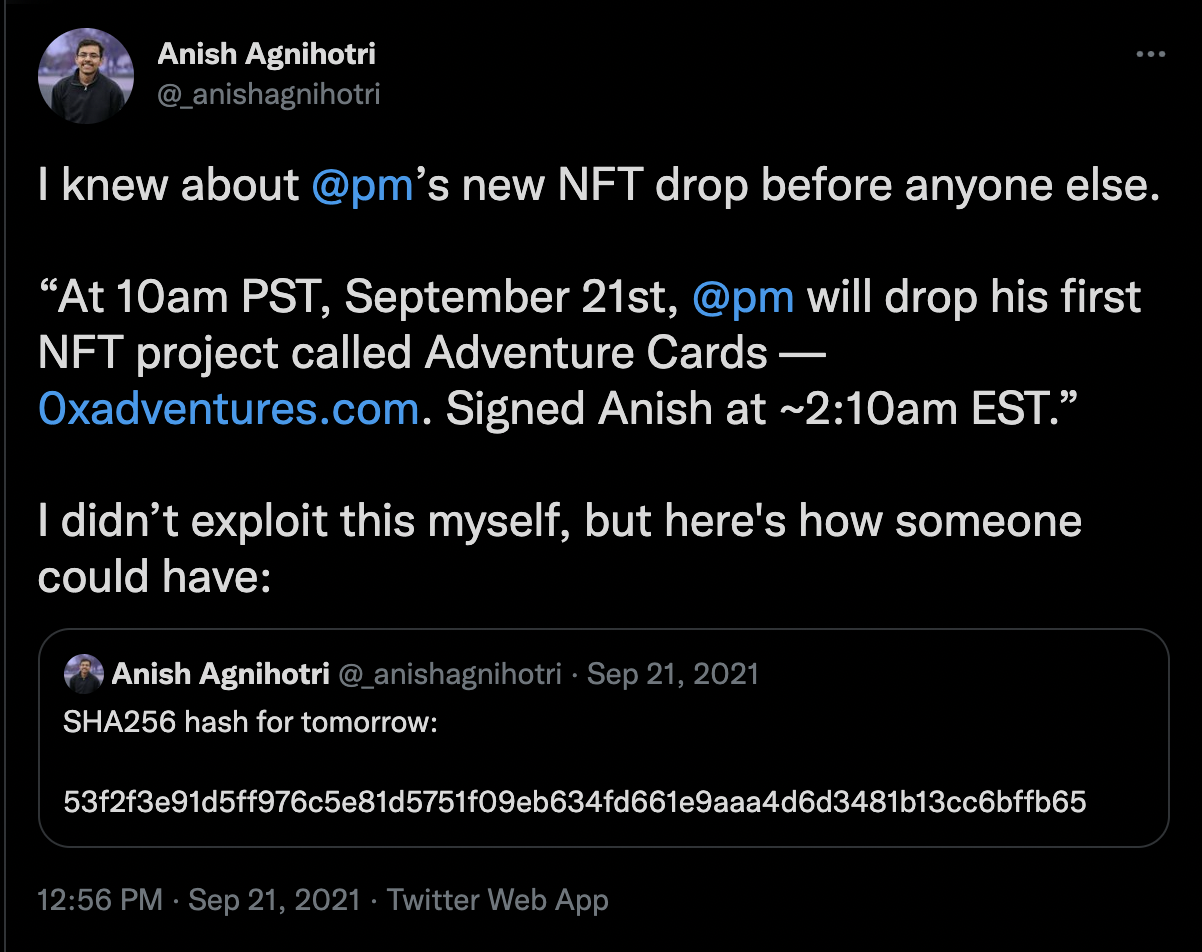 Anish Agnihotri
@_anishagnihotri
I knew about @pm’s new NFT drop before anyone else.
“At 10am PST, September 21st, @pm will drop his first
NFT project called Adventure Cards —
0xadventures.com. Signed Anish at ~2:10am EST.”
I didn’t exploit this myself, but here's how someone
could have:
Anish Agnihotri @_anishagnihotri · Sep 21, 2021
SHA256 hash for tomorrow:
53f2f3e91d5ff976c5e81d5751f09eb634fd661e9aaa4d6d3481b13cc6bffb65
12:56 PM · Sep 21, 2021 · Twitter Web App